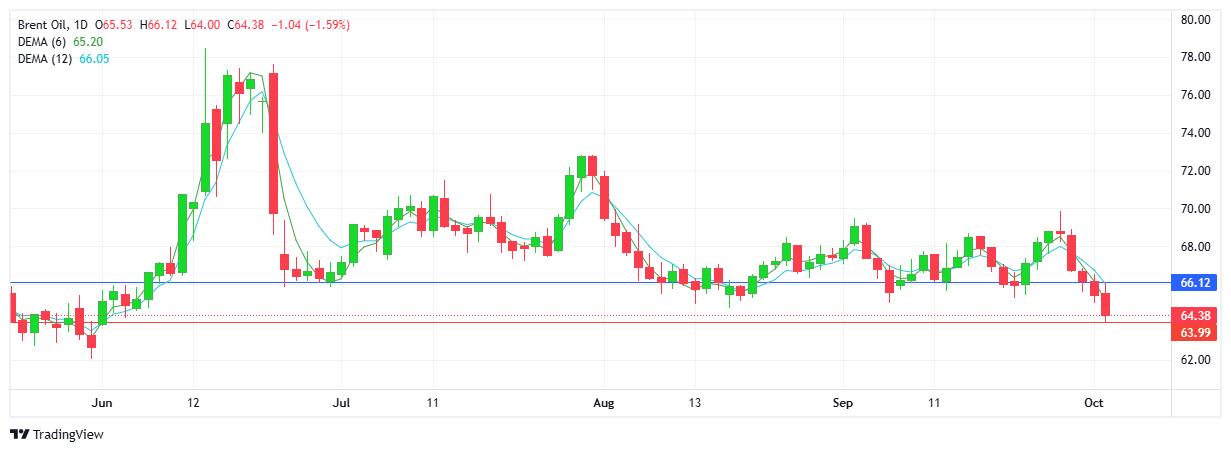 Brent Oil, 1D O65.53 H66.12 L64.00 C64.38 −1.04 (−1.59%)
DEMA (6) 65.20
DEMA (12) 66.05
80.00
78.00
76.00
74.00
72.00
70.00
68.00
66.12
64.38
63.99
62.00
Jun 12 Jul 11 Aug 13 Sep 11 Oct
TradingView